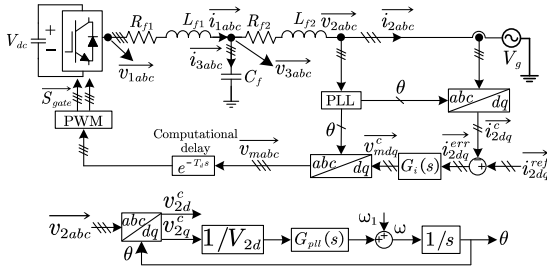 V_dc
+
−
R_f1
L_f1
i_1abc
R_f2
L_f2
v_2abc
i_2abc
v_1abc
i_3abc
C_f
v_3abc
V_g
S_gate
PWM
PLL
θ
abc
dq
θ
Computational
delay
e^{-T_d s}
v_mabc
abc
dq
v^c_mdq
G_i(s)
i^err_2dq
i^c_2dq
i^ref_2dq
−
v_2abc
abc
dq
v^c_2d
v^c_2q
θ
1/V_2d
G_pll(s)
ω_1
+
+
ω
1/s
θ